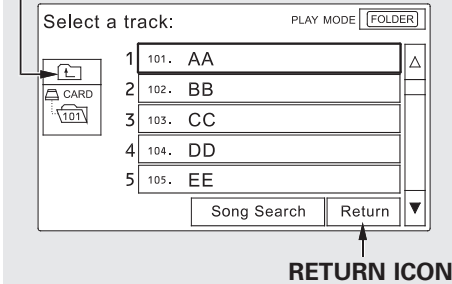 Select a track: PLAY MODE FOLDER
1 101. AA
CARD
2 102. BB
101
3 103. CC
4 104. DD
5 105. EE
Song Search Return
RETURN ICON